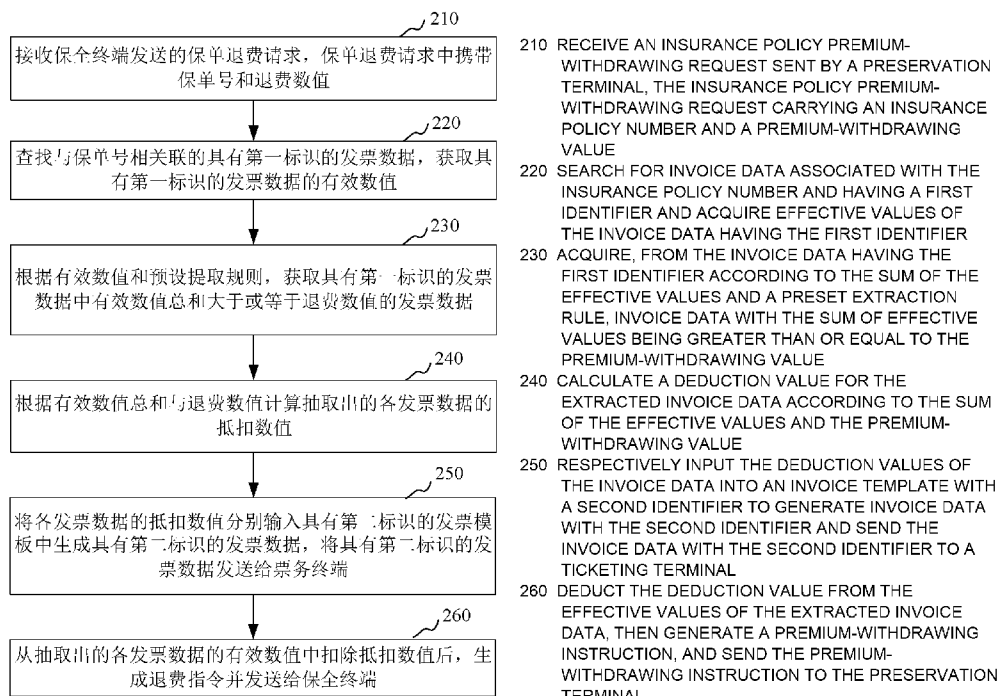 210
接收保全终端发送的保单退费请求，保单退费请求中携带
保单号和退费数值
220
查找与保单号相关联的具有第一标识的发票数据，获取具
有第一标识的发票数据的有效数值
230
根据有效数值和预设提取规则，获取具有第一标识的发票
数据中有效数值总和大于或等于退费数值的发票数据
240
根据有效数值总和与退费数值计算抽取出的各发票数据的
抵扣数值
250
将各发票数据的抵扣数值分别输入具有第二标识的发票模
板中生成具有第二标识的发票数据，将具有第二标识的发
票数据发送给票务终端
260
从抽取出的各发票数据的有效数值中扣除抵扣数值后，生
成退费指令并发送给保全终端
210 RECEIVE AN INSURANCE POLICY PREMIUM-
WITHDRAWING REQUEST SENT BY A PRESERVATION
TERMINAL, THE INSURANCE POLICY PREMIUM-
WITHDRAWING REQUEST CARRYING AN INSURANCE
POLICY NUMBER AND A PREMIUM-WITHDRAWING
VALUE
220 SEARCH FOR INVOICE DATA ASSOCIATED WITH THE
INSURANCE POLICY NUMBER AND HAVING A FIRST
IDENTIFIER AND ACQUIRE EFFECTIVE VALUES OF
THE INVOICE DATA HAVING THE FIRST IDENTIFIER
230 ACQUIRE, FROM THE INVOICE DATA HAVING THE
FIRST IDENTIFIER ACCORDING TO THE SUM OF THE
EFFECTIVE VALUES AND A PRESET EXTRACTION
RULE, INVOICE DATA WITH THE SUM OF EFFECTIVE
VALUES BEING GREATER THAN OR EQUAL TO THE
PREMIUM-WITHDRAWING VALUE
240 CALCULATE A DEDUCTION VALUE FOR THE
EXTRACTED INVOICE DATA ACCORDING TO THE SUM
OF THE EFFECTIVE VALUES AND THE PREMIUM-
WITHDRAWING VALUE
250 RESPECTIVELY INPUT THE DEDUCTION VALUES OF
THE INVOICE DATA INTO AN INVOICE TEMPLATE WITH
A SECOND IDENTIFIER TO GENERATE INVOICE DATA
WITH THE SECOND IDENTIFIER AND SEND THE
INVOICE DATA WITH THE SECOND IDENTIFIER TO A
TICKETING TERMINAL
260 DEDUCT THE DEDUCTION VALUE FROM THE
EFFECTIVE VALUES OF THE EXTRACTED INVOICE
DATA, THEN GENERATE A PREMIUM-WITHDRAWING
INSTRUCTION, AND SEND THE PREMIUM-
WITHDRAWING INSTRUCTION TO THE PRESERVATION
TERMINAL